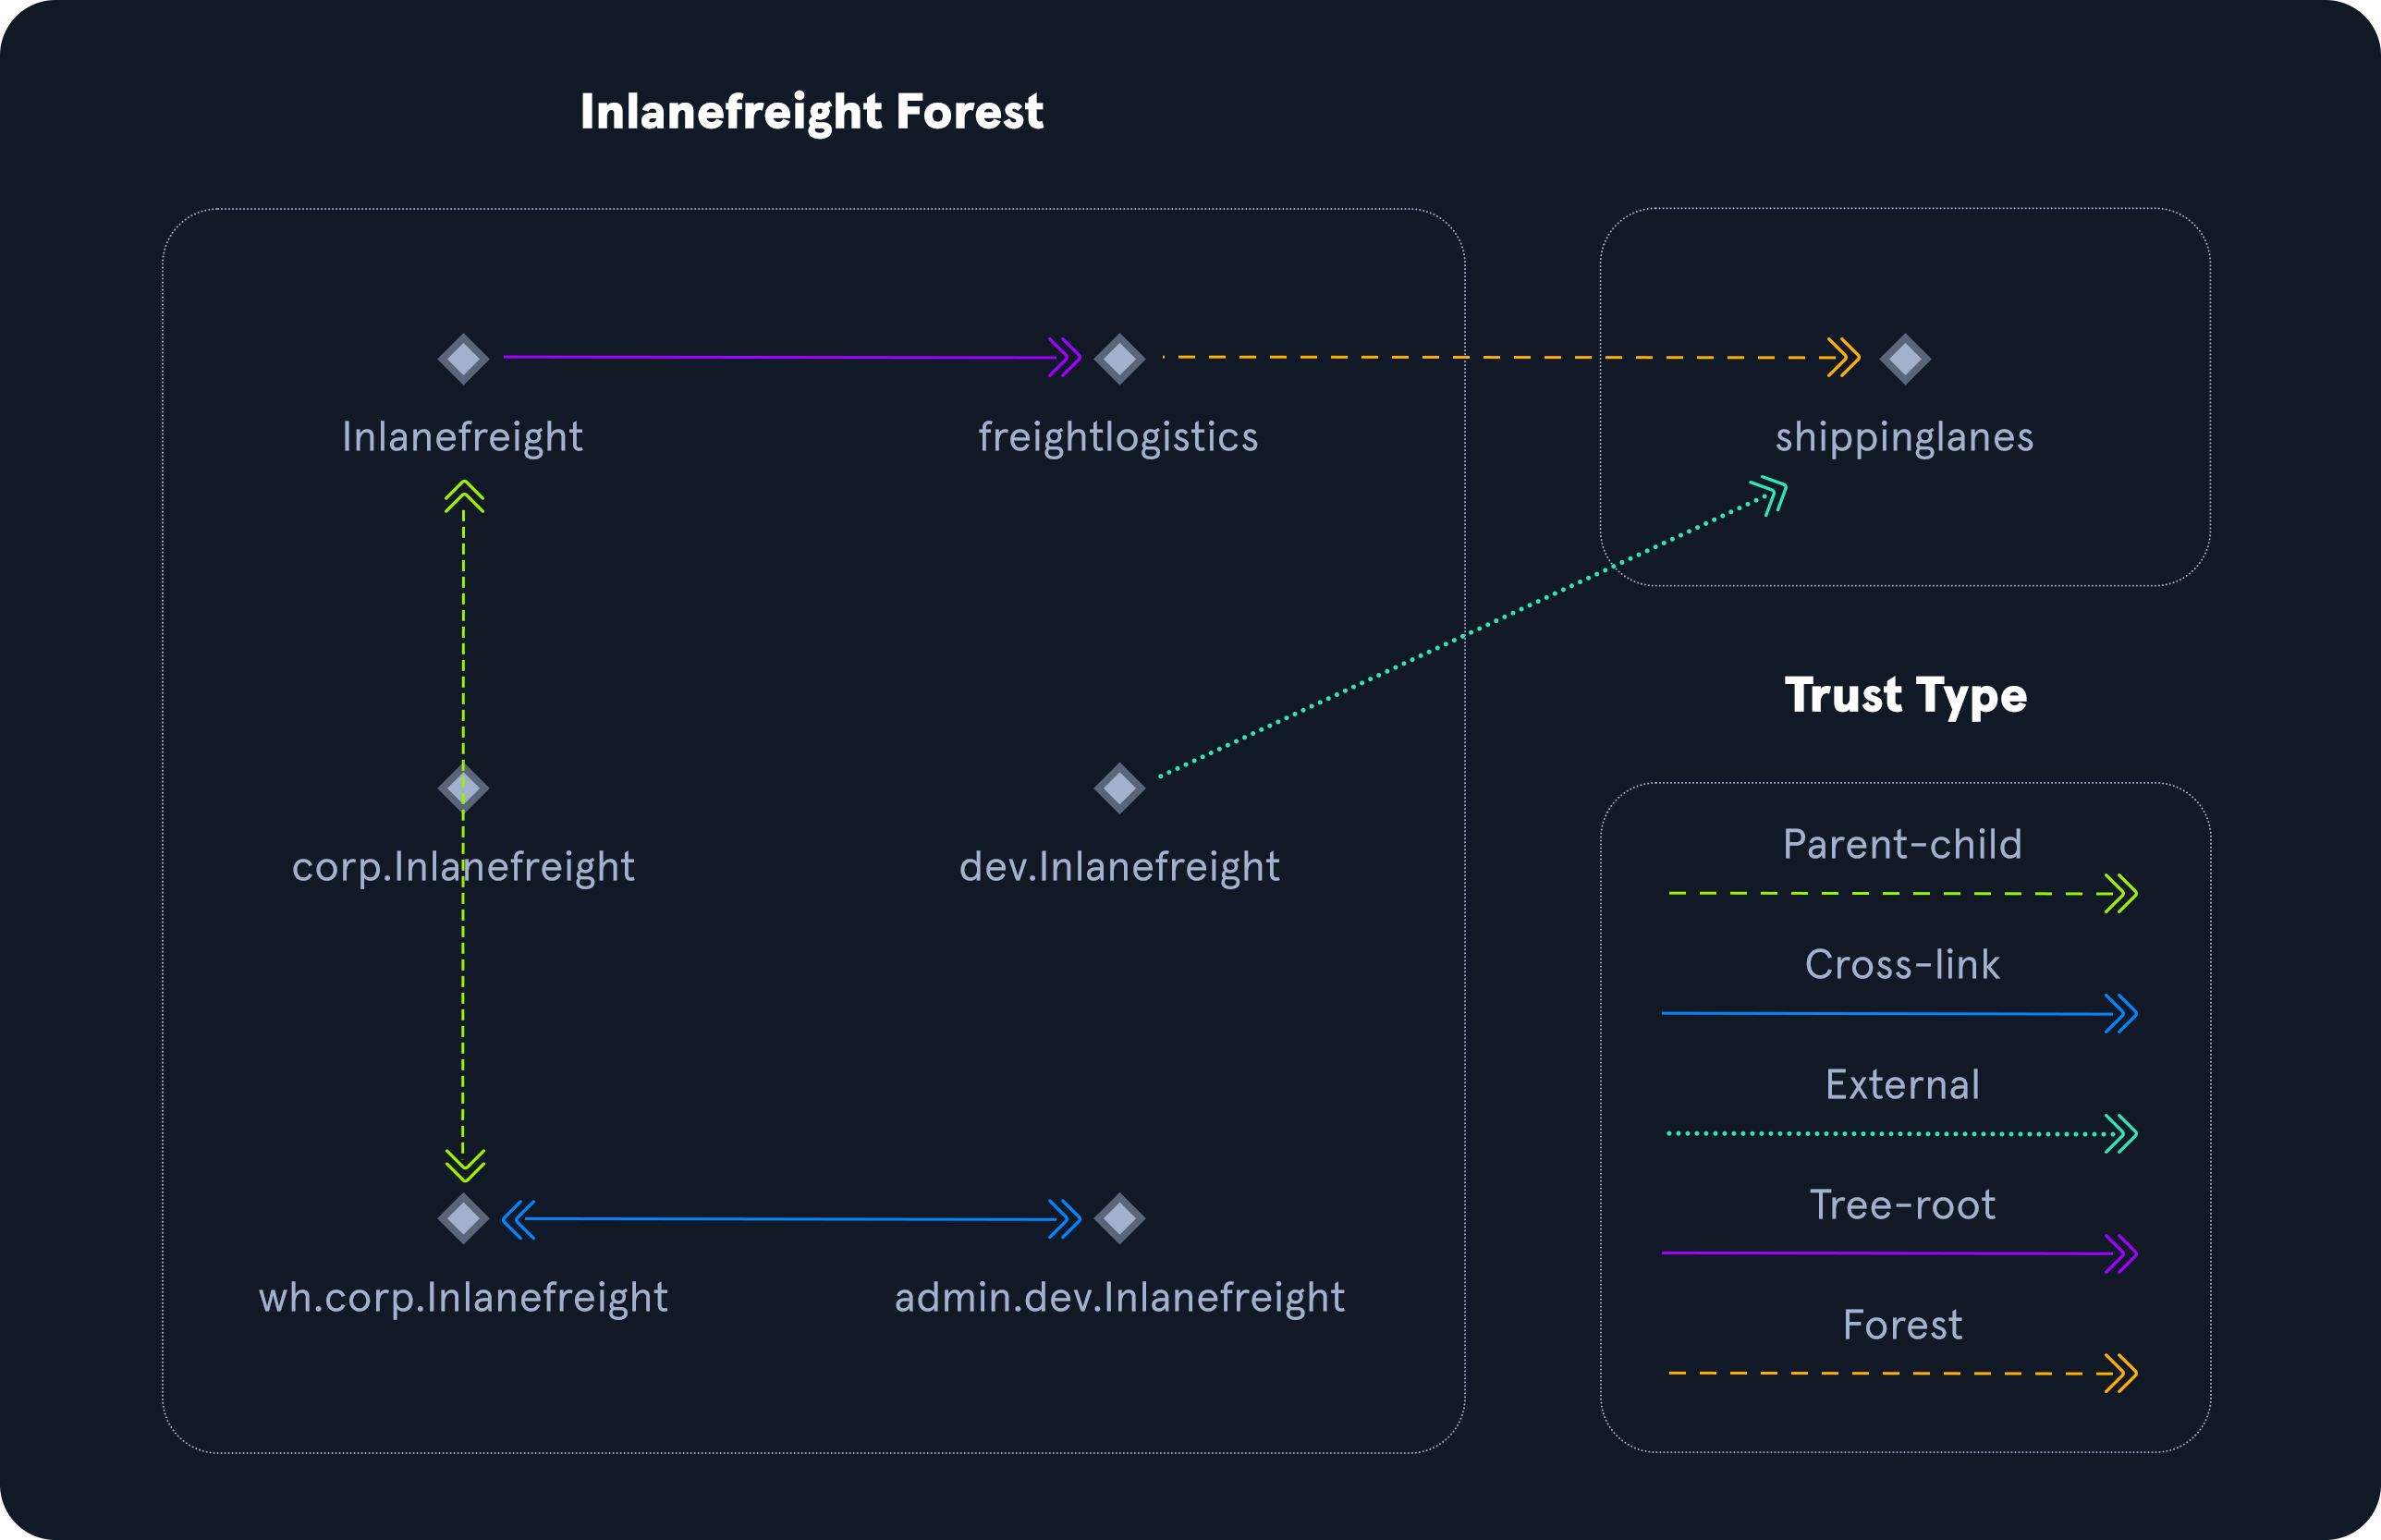 Inlanefreight Forest
Inlanefreight
freightlogistics
shippinglanes
corp.Inlanefreight
dev.Inlanefreight
wh.corp.Inlanefreight
admin.dev.Inlanefreight
Trust Type
Parent-child
Cross-link
External
Tree-root
Forest